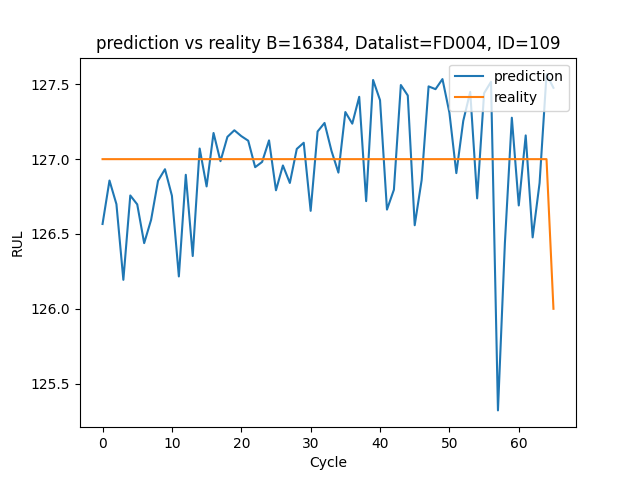 prediction vs reality B=16384, Datalist=FD004, ID=109
prediction
reality
127.5
127.0
126.5
126.0
125.5
RUL
0 10 20 30 40 50 60
Cycle